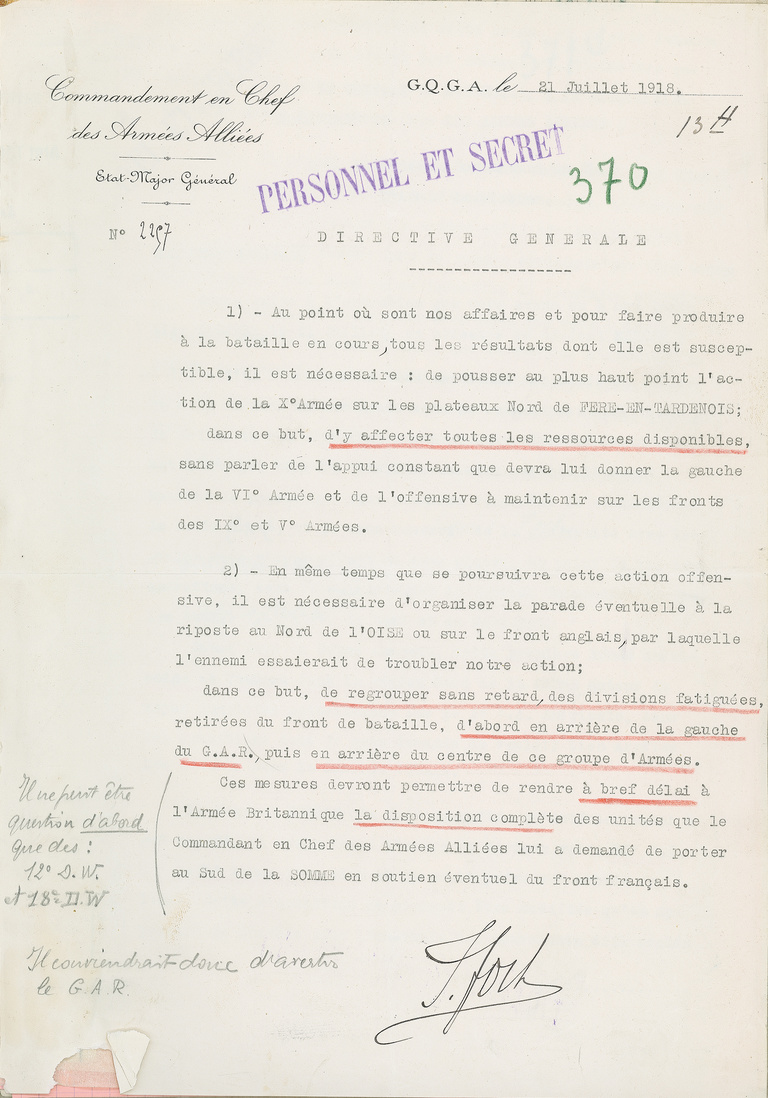 Commandement en Chef
des Armées Alliées
Etat-Major Général
N° 2297
G.Q.G.A. le 21 Juillet 1918.
13 H
PERSONNEL ET SECRET
370
DIRECTIVE GENERALE
1) - Au point où sont nos affaires et pour faire produire
à la bataille en cours, tous les résultats dont elle est suscep-
tible, il est nécessaire : de pousser au plus haut point l'ac-
tion de la X°Armée sur les plateaux Nord de FERE-EN-TARDENOIS;
dans ce but, d'y affecter toutes les ressources disponibles,
sans parler de l'appui constant que devra lui donner la gauche
de la VI° Armée et de l'offensive à maintenir sur les fronts
des IX° et V° Armées.
2) - En même temps que se poursuivra cette action offen-
sive, il est nécessaire d'organiser la parade éventuelle à la
riposte au Nord de l'OISE ou sur le front anglais, par laquelle
l'ennemi essaierait de troubler notre action;
dans ce but, de regrouper sans retard, des divisions fatiguées,
retirées du front de bataille, d'abord en arrière de la gauche
du G.A.R., puis en arrière du centre de ce groupe d'Armées.
Ces mesures devront permettre de rendre à bref délai à
l'Armée Britannique la disposition complète des unités que le
Commandant en Chef des Armées Alliées lui a demandé de porter
au Sud de la SOMME en soutien éventuel du front français.
Il ne peut être
question d'abord
que des :
12e D.W.
et 18e D.W
Il conviendrait donc d'avertir
le G.A.R.
F. Foch